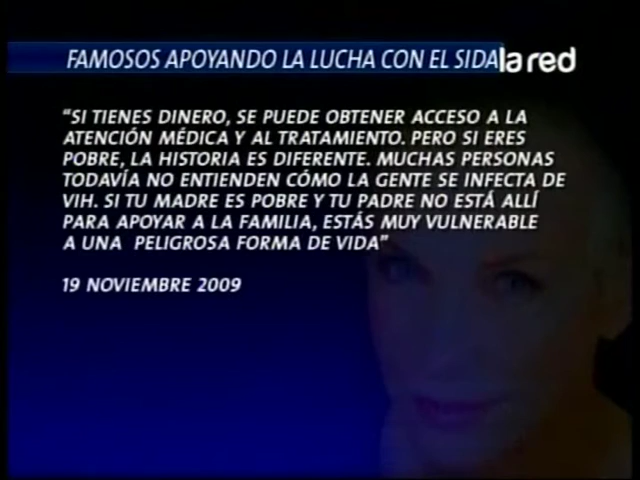 FAMOSOS APOYANDO LA LUCHA CON EL SIDA
la red
"SI TIENES DINERO, SE PUEDE OBTENER ACCESO A LA
ATENCIÓN MÉDICA Y AL TRATAMIENTO. PERO SI ERES
POBRE, LA HISTORIA ES DIFERENTE. MUCHAS PERSONAS
TODAVÍA NO ENTIENDEN CÓMO LA GENTE SE INFECTA DE
VIH. SI TU MADRE ES POBRE Y TU PADRE NO ESTÁ ALLÍ
PARA APOYAR A LA FAMILIA, ESTÁS MUY VULNERABLE
A UNA PELIGROSA FORMA DE VIDA"
19 NOVIEMBRE 2009